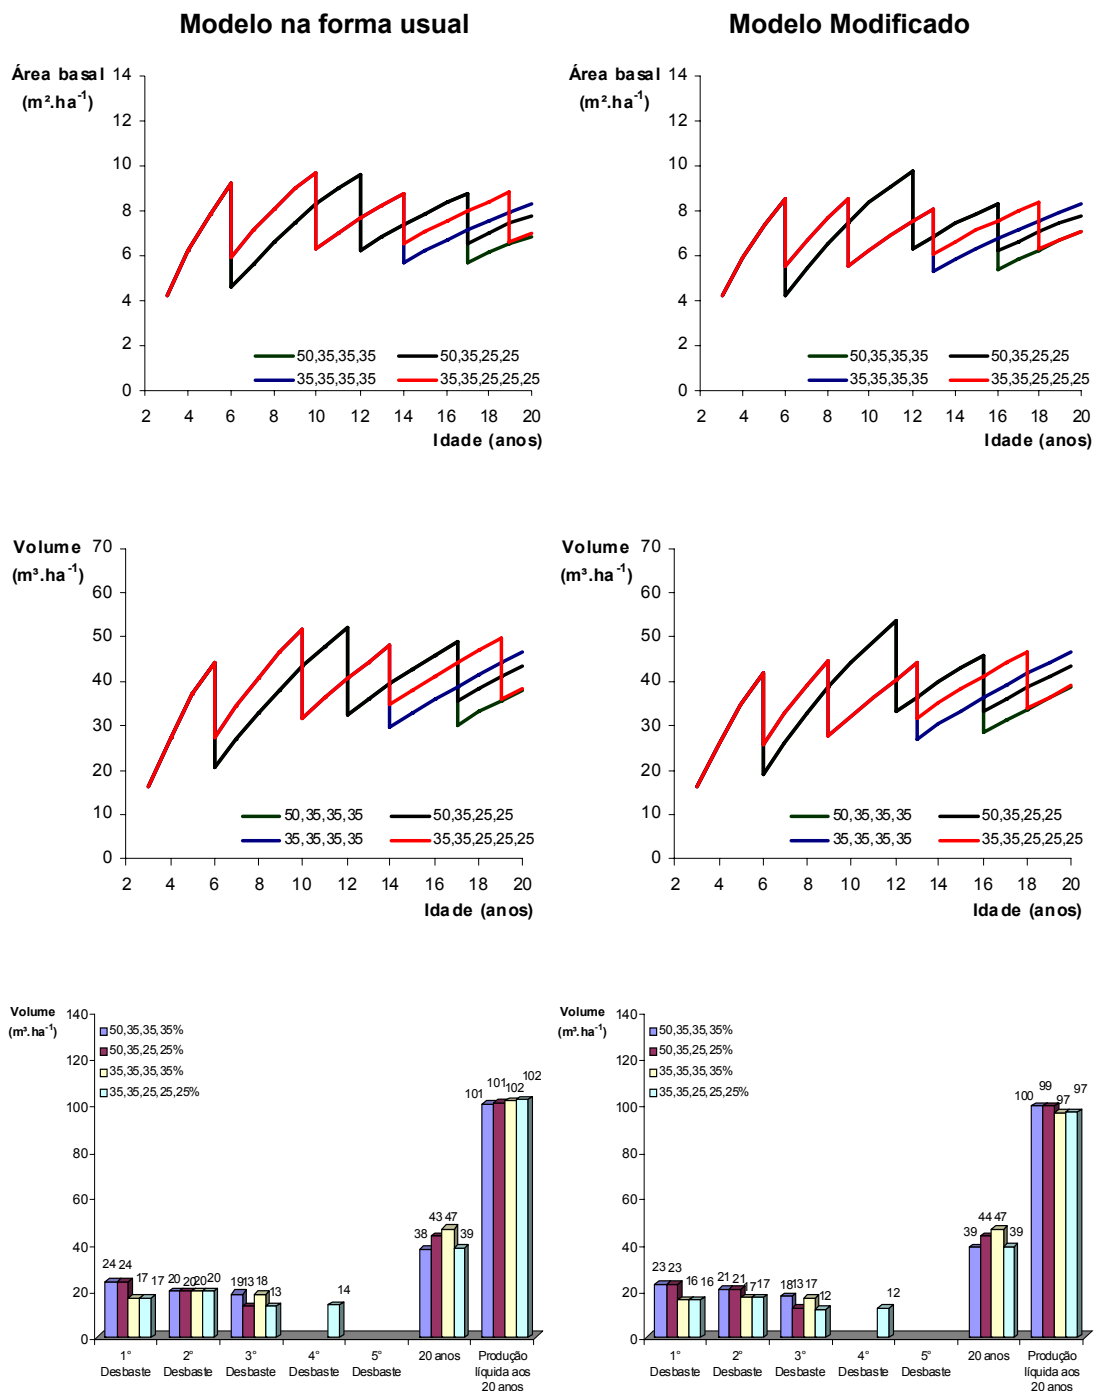 Modelo na forma usual
Modelo Modificado
Área basal
(m².ha⁻¹)
14
12
10
8
6
4
2
0
50,35,35,35
50,35,25,25
35,35,35,35
35,35,25,25,25
2 4 6 8 10 12 14 16 18 20
Idade (anos)
Área basal
(m².ha⁻¹)
14
12
10
8
6
4
2
0
50,35,35,35
50,35,25,25
35,35,35,35
35,35,25,25,25
2 4 6 8 10 12 14 16 18 20
Idade (anos)
Volume
(m³.ha⁻¹)
70
60
50
40
30
20
10
0
50,35,35,35
50,35,25,25
35,35,35,35
35,35,25,25,25
2 4 6 8 10 12 14 16 18 20
Idade (anos)
Volume
(m³.ha⁻¹)
70
60
50
40
30
20
10
0
50,35,35,35
50,35,25,25
35,35,35,35
35,35,25,25,25
2 4 6 8 10 12 14 16 18 20
Idade (anos)
Volume
(m³.ha⁻¹)
140
120
100
80
60
40
20
0
50,35,35,35%
50,35,25,25%
35,35,35,35%
35,35,25,25,25%
24 24 17 17
20 20 20 20
19 13 18 13
14
38 43 47 39
101 101 102 102
1° Desbaste
2° Desbaste
3° Desbaste
4° Desbaste
5° Desbaste
20 anos
Produção líquida aos 20 anos
Volume
(m³.ha⁻¹)
140
120
100
80
60
40
20
0
50,35,35,35%
50,35,25,25%
35,35,35,35%
35,35,25,25,25%
23 23 16 16
21 21 17 17
18 13 17 12
12
39 44 47 39
100 99 97 97
1° Desbaste
2° Desbaste
3° Desbaste
4° Desbaste
5° Desbaste
20 anos
Produção líquida aos 20 anos